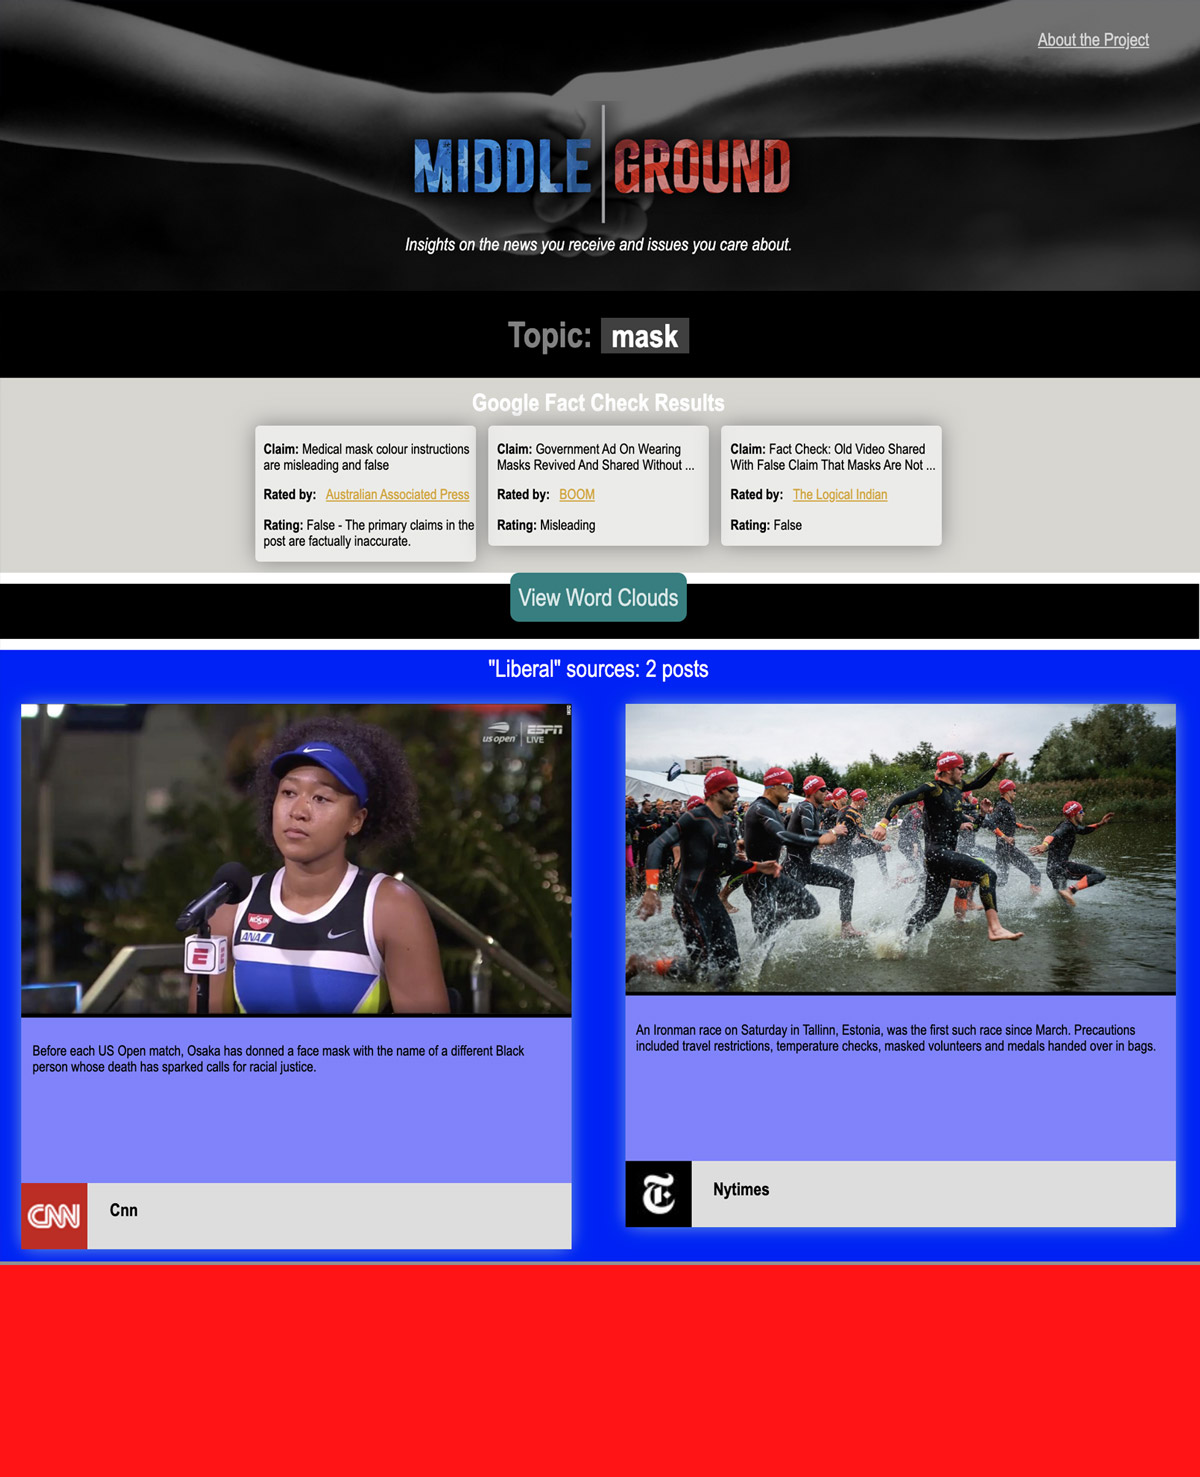 About the Project
MIDDLE GROUND
Insights on the news you receive and issues you care about.
Topic: mask
Google Fact Check Results
Claim: Medical mask colour instructions
are misleading and false
Rated by: Australian Associated Press
Rating: False - The primary claims in the
post are factually inaccurate.
Claim: Government Ad On Wearing
Masks Revived And Shared Without ...
Rated by: BOOM
Rating: Misleading
Claim: Fact Check: Old Video Shared
With False Claim That Masks Are Not ...
Rated by: The Logical Indian
Rating: False
View Word Clouds
"Liberal" sources: 2 posts
us open
ESPN
LIVE
NISSIN
ANA
E
Before each US Open match, Osaka has donned a face mask with the name of a different Black
person whose death has sparked calls for racial justice.
CNN
Cnn
An Ironman race on Saturday in Tallinn, Estonia, was the first such race since March. Precautions
included travel restrictions, temperature checks, masked volunteers and medals handed over in bags.
T
Nytimes